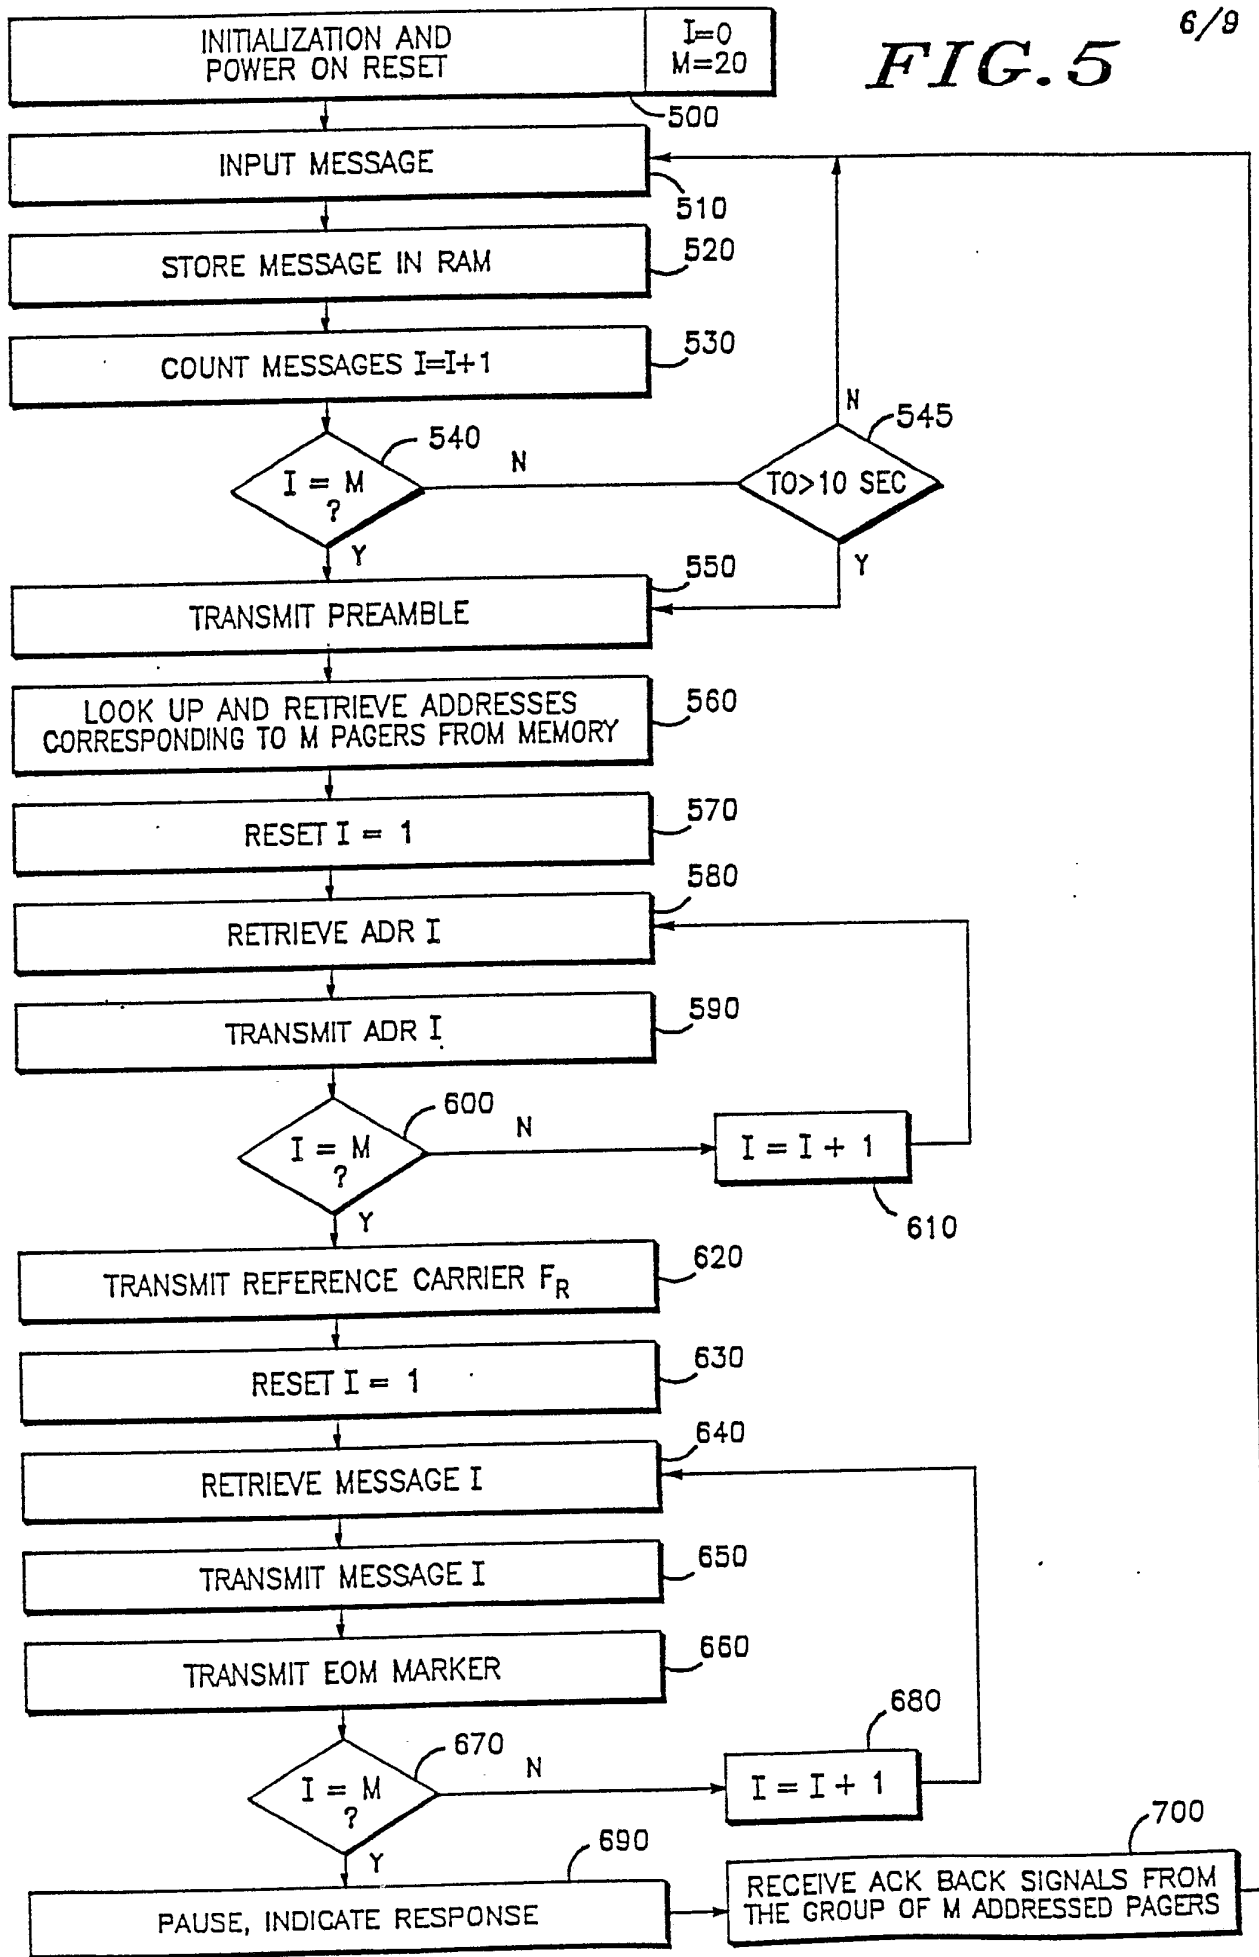 6/9
FIG.5
INITIALIZATION AND
POWER ON RESET
I=0
M=20
500
INPUT MESSAGE
510
STORE MESSAGE IN RAM
520
COUNT MESSAGES I=I+1
530
I = M
?
540
N
Y
TO>10 SEC
545
N
Y
TRANSMIT PREAMBLE
550
LOOK UP AND RETRIEVE ADDRESSES
CORRESPONDING TO M PAGERS FROM MEMORY
560
RESET I = 1
570
RETRIEVE ADR I
580
TRANSMIT ADR I
590
I = M
?
600
N
Y
I = I + 1
610
TRANSMIT REFERENCE CARRIER FR
620
RESET I = 1
630
RETRIEVE MESSAGE I
640
TRANSMIT MESSAGE I
650
TRANSMIT EOM MARKER
660
I = M
?
670
N
Y
I = I + 1
680
PAUSE, INDICATE RESPONSE
690
RECEIVE ACK BACK SIGNALS FROM
THE GROUP OF M ADDRESSED PAGERS
700